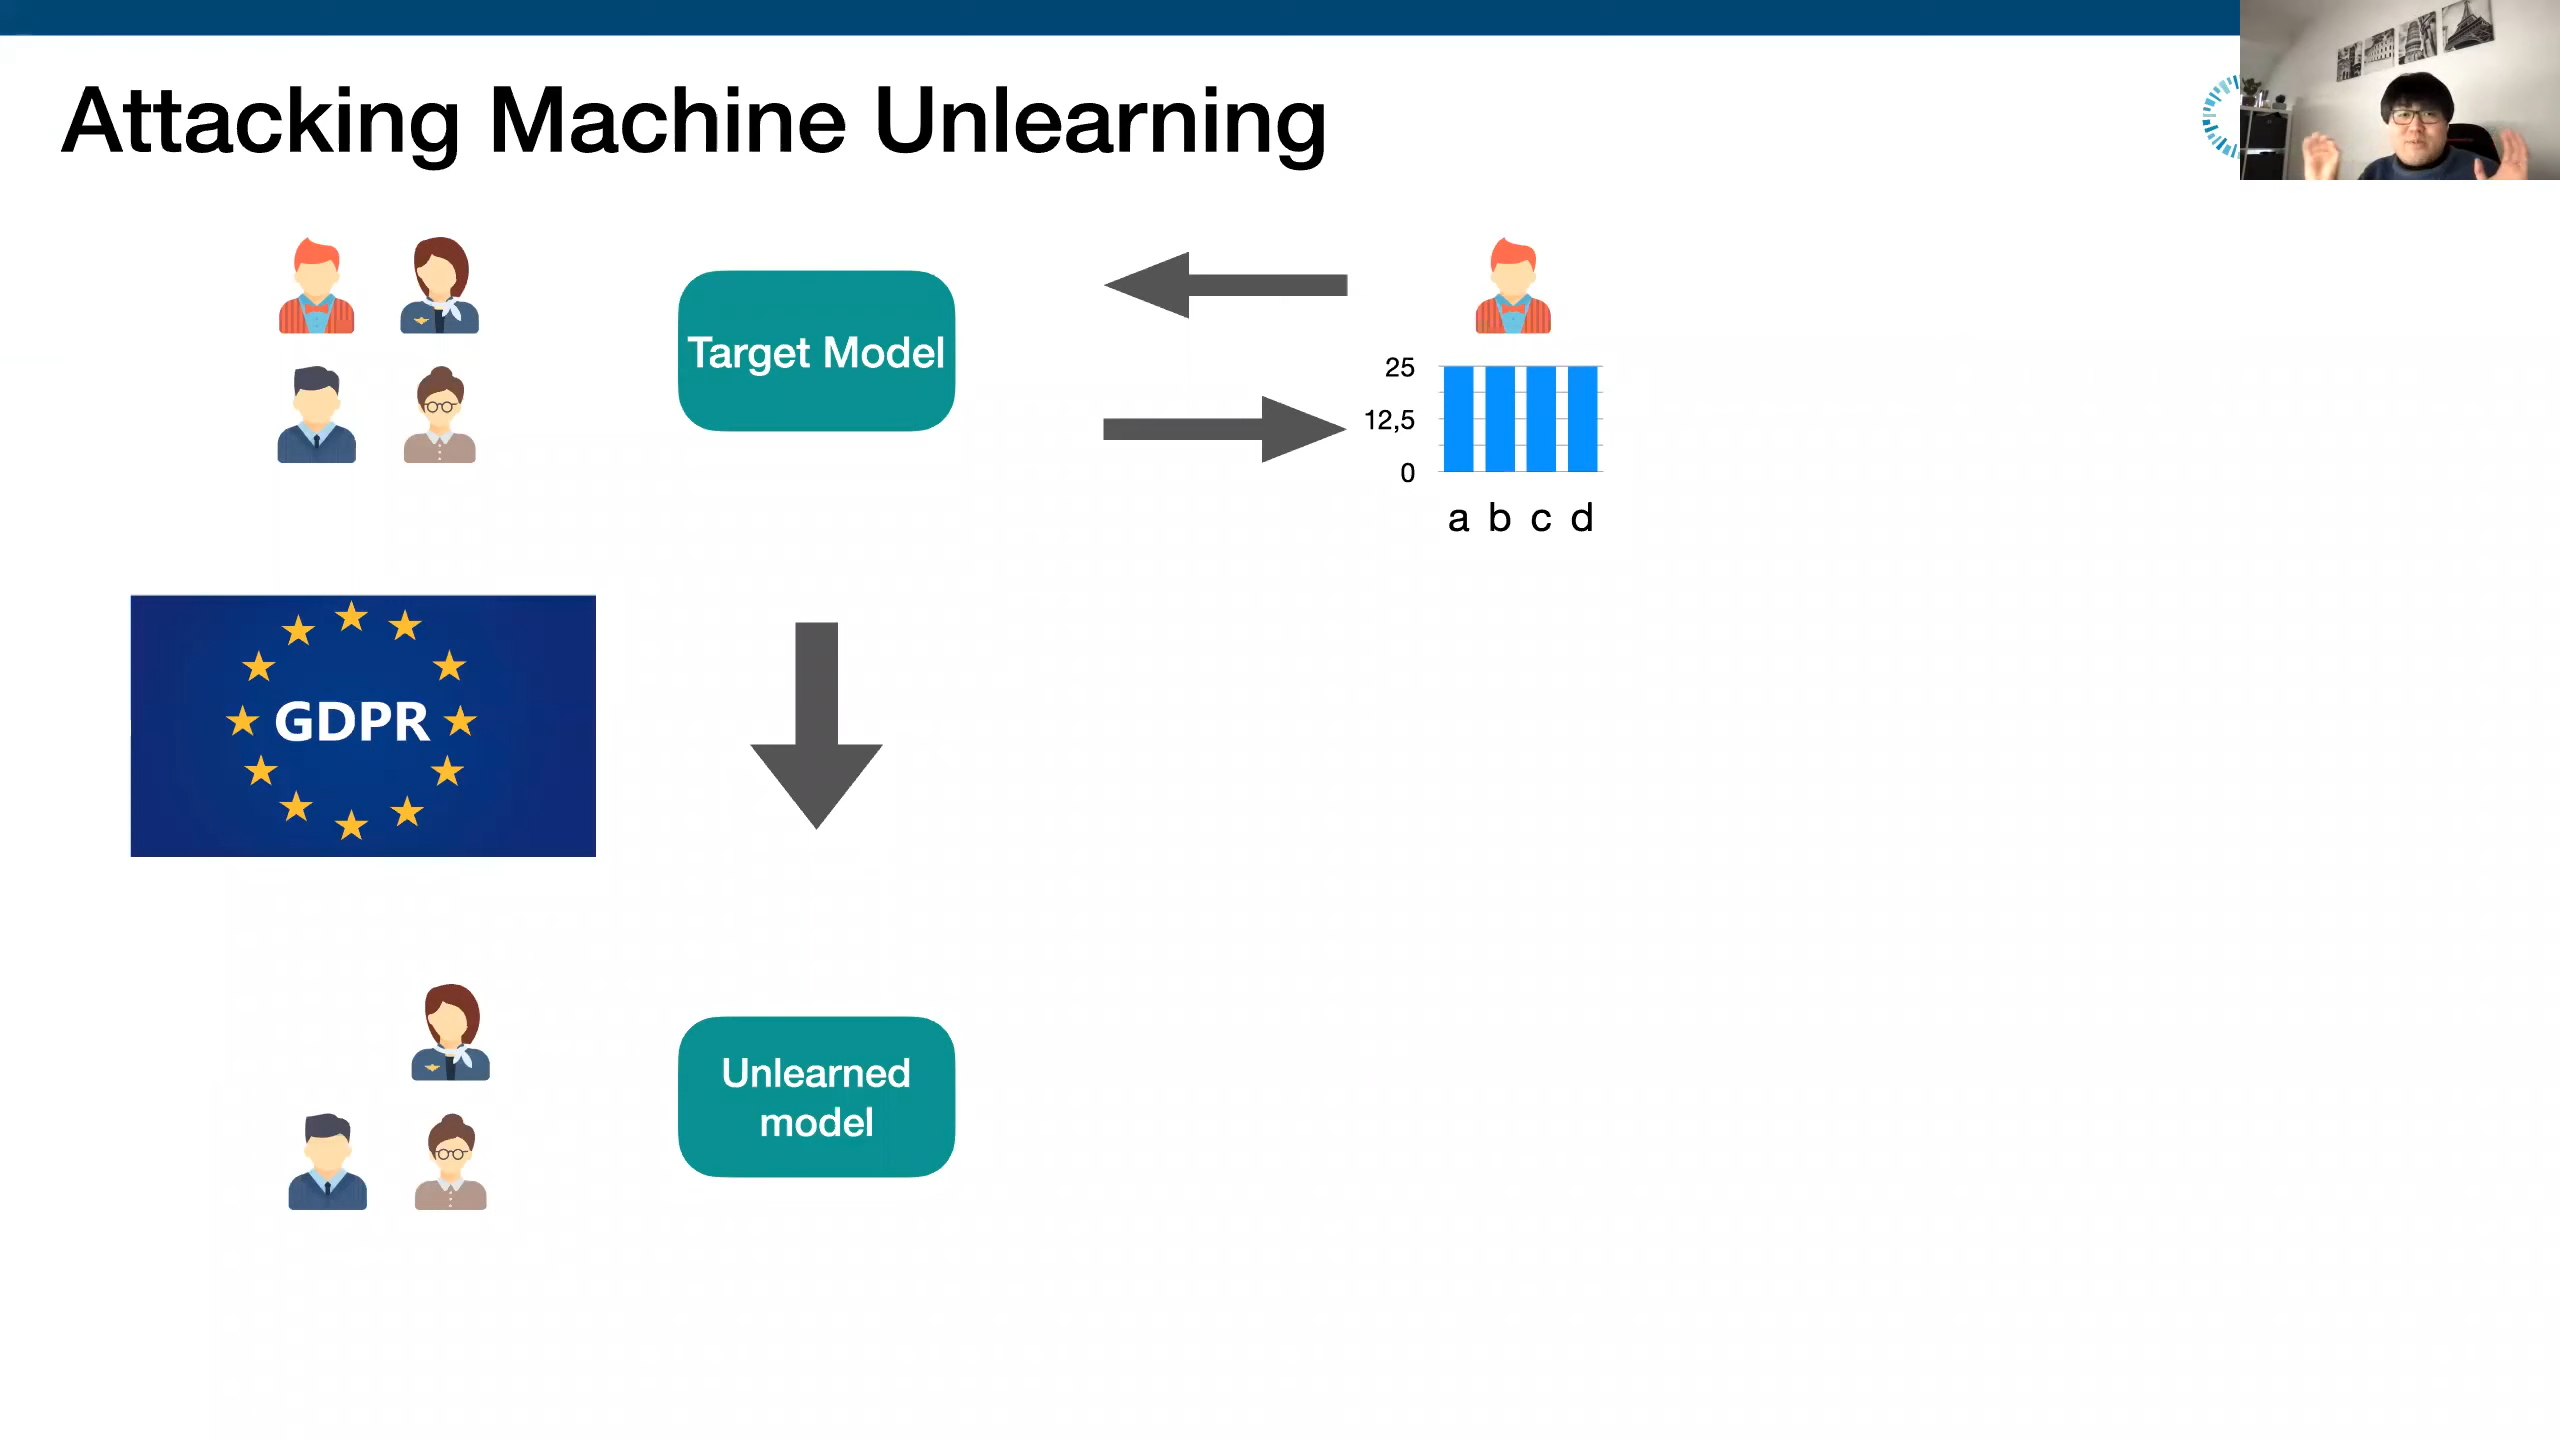 Attacking Machine Unlearning
Target Model
25
12,5
0
a b c d
GDPR
Unlearned
model